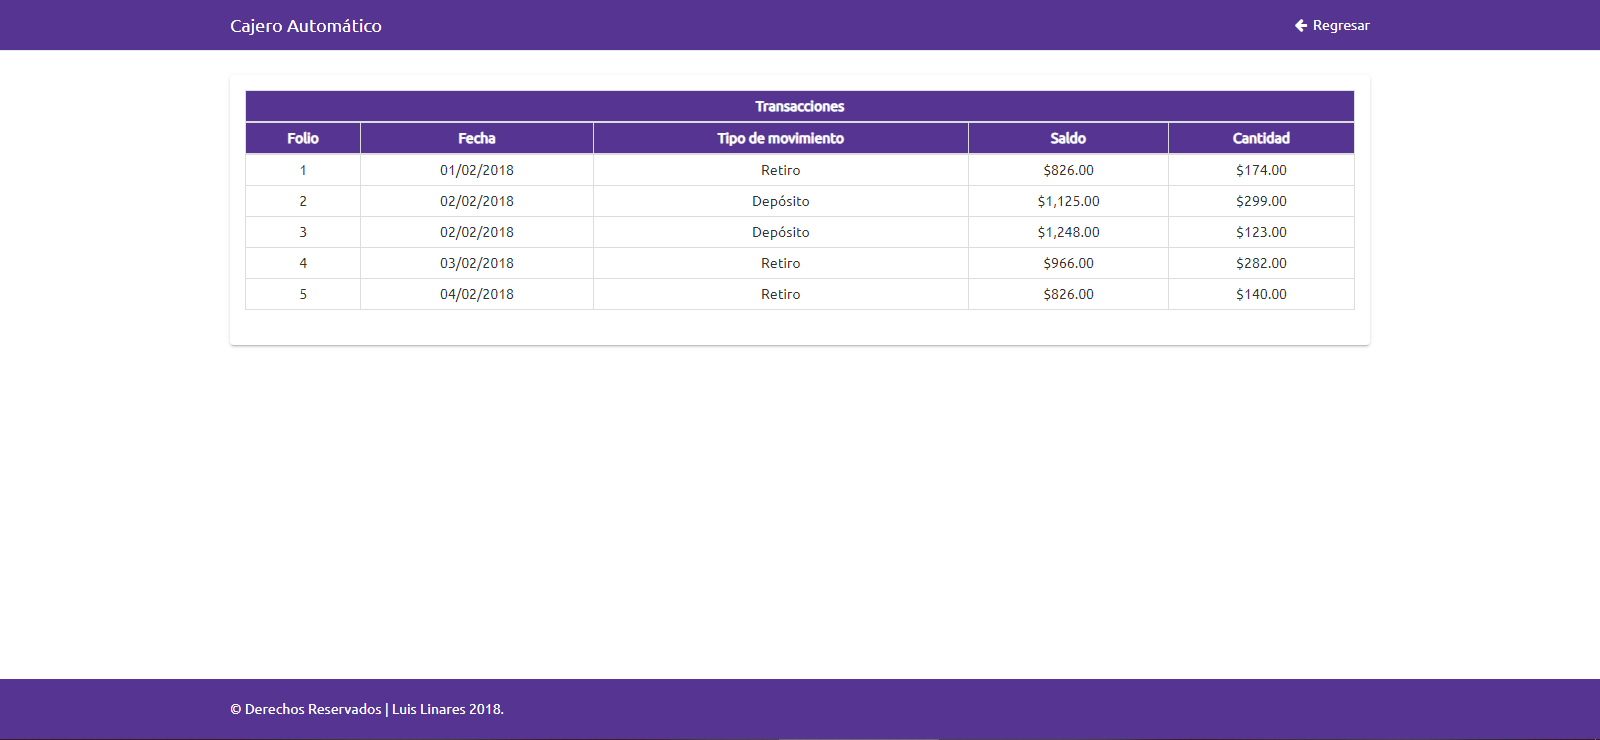 Cajero Automático
Regresar
Transacciones
Folio Fecha Tipo de movimiento Saldo Cantidad
1 01/02/2018 Retiro $826.00 $174.00
2 02/02/2018 Depósito $1,125.00 $299.00
3 02/02/2018 Depósito $1,248.00 $123.00
4 03/02/2018 Retiro $966.00 $282.00
5 04/02/2018 Retiro $826.00 $140.00
© Derechos Reservados | Luis Linares 2018.